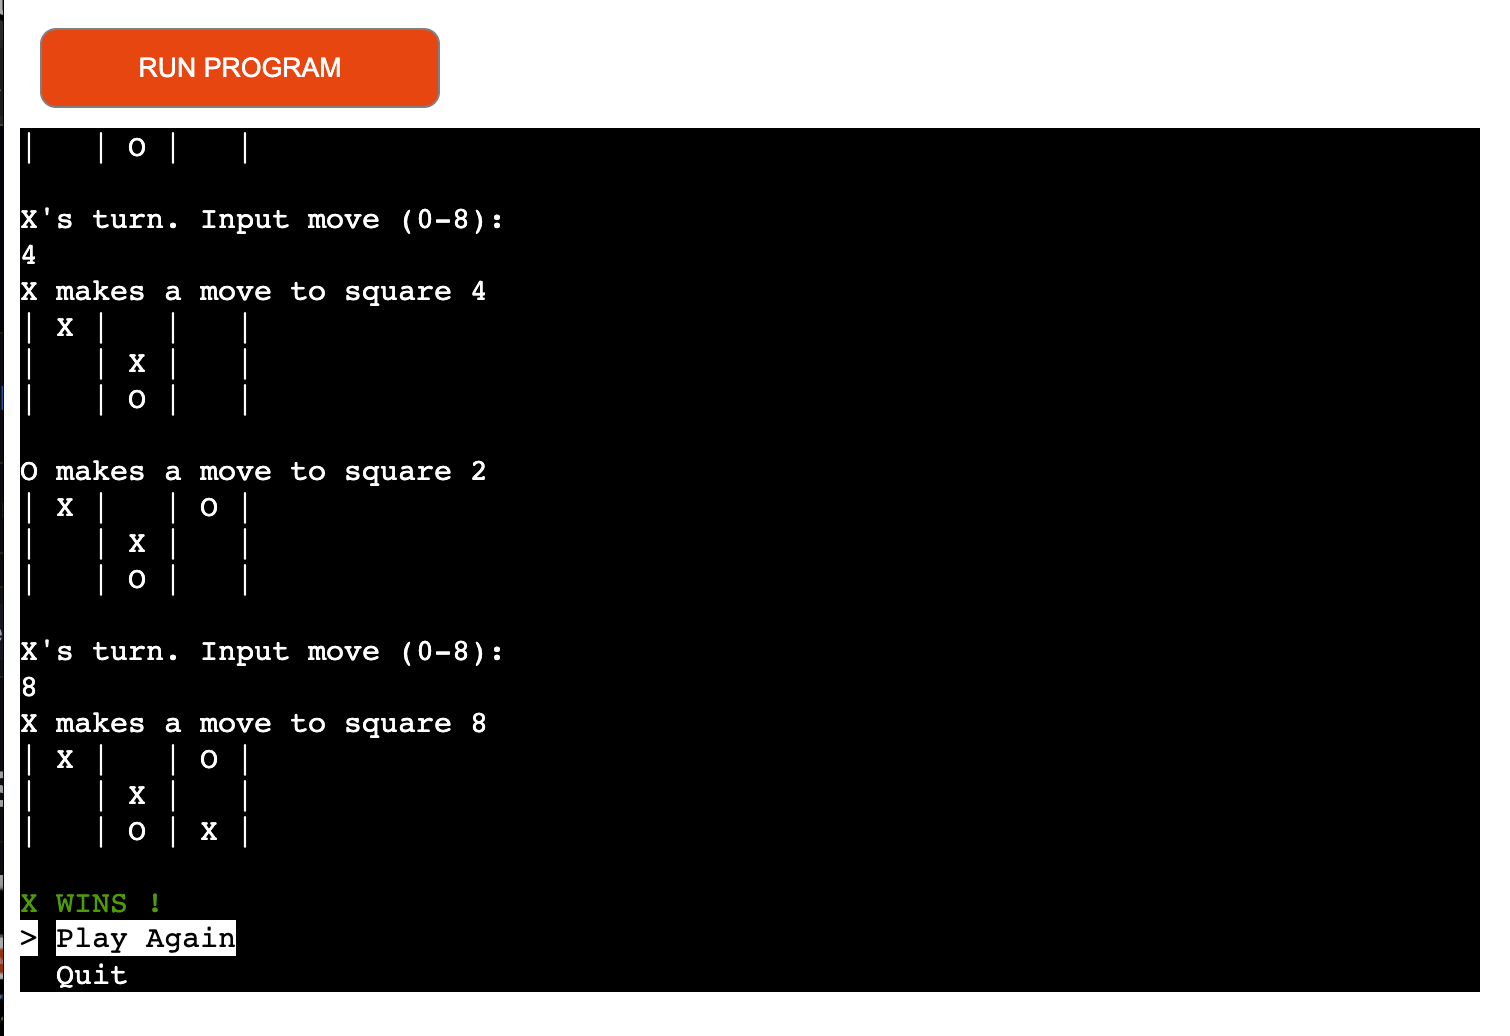 RUN PROGRAM
|   | O |   |
X's turn. Input move (0-8):
4
X makes a move to square 4
| X |   |   |
|   | X |   |
|   | O |   |
O makes a move to square 2
| X |   | O |
|   | X |   |
|   | O |   |
X's turn. Input move (0-8):
8
X makes a move to square 8
| X |   | O |
|   | X |   |
|   | O | X |
X WINS !
> Play Again
Quit